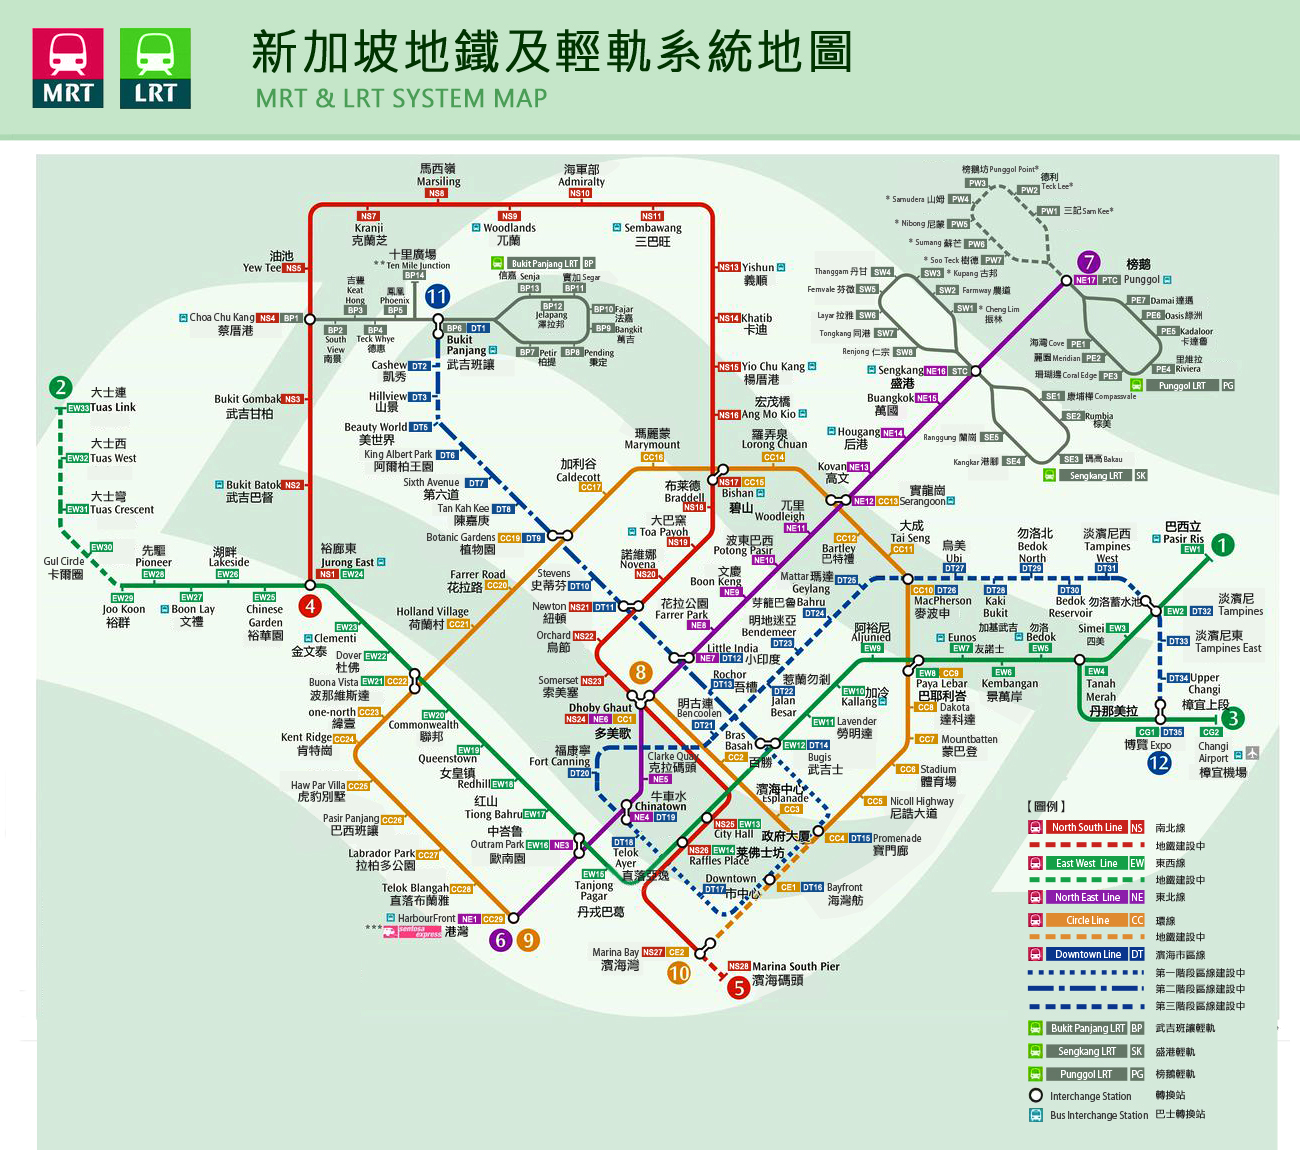 新加坡地鐵及輕軌系統地圖
MRT & LRT SYSTEM MAP
MRT
LRT
馬西嶺
Marsiling
NS8
海軍部
Admiralty
NS10
NS7
Kranji
克蘭芝
NS9
Woodlands
兀蘭
NS11
Sembawang
三巴旺
油池
Yew Tee NS5
十里廣場
**Ten Mile Junction
BP14
Bukit Panjang LRT BP
信嘉 Senja
BP13
實加 Segar
BP11
BP12
Jelapang
澤拉邦
BP10 Fajar
法嘉
BP9 Bangkit
萬吉
BP7 Petir
柏提
BP8 Pending
秉定
吉豐
Keat
Hong
BP3
鳳凰
Phoenix
BP5
11
Choa Chu Kang NS4 BP1
蔡厝港
BP2
South
View
南景
BP4
Teck Whye
德惠
BP6 DT1
Bukit
Panjang
武吉班讓
Cashew DT2
凱秀
Hillview DT3
山景
Beauty World DT5
美世界
King Albert Park DT6
阿爾柏王園
Sixth Avenue DT7
第六道
Tan Kah Kee DT8
陳嘉庚
Botanic Gardens CC19 DT9
植物園
Bukit Gombak NS3
武吉甘柏
Bukit Batok NS2
武吉巴督
裕廊東
Jurong East
NS1 EW24
4
NS13 Yishun
義順
NS14 Khatib
卡迪
NS15 Yio Chu Kang
楊厝港
宏茂橋
NS16 Ang Mo Kio
榜鵝坊 Punggol Point*
PW3
德利
PW2 Teck Lee*
PW1 三記 Sam Kee*
* Samudera 山姆 PW4
* Nibong 尼蒙 PW5
* Sumang 蘇芒 PW6
* Soo Teck 樹德 PW7
7
榜鵝
NE17 PTC Punggol
Thanggam 丹甘 SW4
SW3 * Kupang 古邦
Fernvale 芬微 SW5
SW2 Farmway 農道
Layar 拉雅 SW6
SW1 * Cheng Lim
振林
Tongkang 同港 SW7
Renjong 仁宗 SW8
PE7 Damai 達邁
PE6 Oasis 綠洲
PE5 Kadaloor
卡達魯
海灣 Cove PE1
麗園 Meridian PE2
珊瑚邊 Coral Edge PE3
里維拉
PE4 Riviera
Punggol LRT PG
Sengkang NE16 STC
盛港
Buangkok NE15
萬國
Hougang NE14
后港
Kovan NE13
高文
SE1 康埔樺 Compassvale
SE2 Rumbia
棕美
Ranggung 蘭崗 SE5
Kangkar 港腳 SE4
SE3 碼高 Bakau
Sengkang LRT SK
2
大士連
EW33 Tuas Link
大士西
EW32 Tuas West
大士彎
EW31 Tuas Crescent
EW30
Gul Circle
卡爾圈
EW29
Joo Koon
裕群
先驅
Pioneer
EW28
EW27
Boon Lay
文禮
湖畔
Lakeside
EW26
EW25
Chinese
Garden
裕華園
EW23
Clementi
金文泰
Dover EW22
杜佛
Buona Vista EW21 CC22
波那維斯達
EW20
Commonwealth
聯邦
EW19
Queenstown
女皇鎮
Redhill EW18
红山
Tiong Bahru EW17
中峇魯
Outram Park EW16 NE3
歐南園
EW15
Tanjong
Pagar
丹戎巴葛
瑪麗蒙
Marymount
CC16
加利谷
Caldecott
CC17
羅弄泉
Lorong Chuan
CC14
NS17 CC15
Bishan
碧山
布莱德
Braddell
NS18
大巴窯
Toa Payoh
NS19
諾維娜
Novena
NS20
兀里
Woodleigh
NE11
波東巴西
Potong Pasir
NE10
文慶
Boon Keng
NE9
花拉公園
Farrer Park
NE8
實龍崗
NE12 CC13 Serangoon
CC12
Bartley
巴特禮
大成
Tai Seng
CC11
Farrer Road
花拉路 CC20
Holland Village
荷蘭村 CC21
Stevens
史蒂芬 DT10
Newton NS21 DT11
紐頓
Orchard NS22
烏節
Somerset NS23
索美塞
8
Dhoby Ghaut
NS24 NE6 CC1
多美歌
Little India
NE7 DT12 小印度
Rochor
DT13 吾槽
Mattar 瑪達 DT25
Geylang
芽籠巴魯 Bahru
DT24
明地迷亞
Bendemeer
DT23
惹蘭勿剎
DT22
Jalan
Besar
明古連
Bencoolen
DT21
福康寧
Fort Canning
DT20
Clarke Quay
克拉碼頭
NE5
牛車水
Chinatown
NE4 DT19
DT18
Telok
Ayer
直落亞逸
Bras
Basah
CC2 百勝
EW12 DT14
Bugis
武吉士
濱海中心
Esplanade
CC3
NS25 EW13
City Hall
政府大厦
NS26 EW14 莱佛士坊
Raffles Place
Downtown
DT17 市中心
CC4 DT15 Promenade
寶門廊
CE1 DT16 Bayfront
海灣舫
Marina Bay NS27 CE2
濱海灣
10
NS28 Marina South Pier
濱海碼頭
5
one-north CC23
緯壹
Kent Ridge CC24
肯特崗
Haw Par Villa CC25
虎豹別墅
Pasir Panjang CC26
巴西班讓
Labrador Park CC27
拉柏多公園
Telok Blangah CC28
直落布蘭雅
HarbourFront NE1 CC29
*** sentosa express 港灣
6
9
烏美
Ubi
DT27
勿洛北
Bedok
North
DT29
淡濱尼西
Tampines
West
DT31
巴西立
Pasir Ris
EW1
1
CC10 DT26
MacPherson
麥波申
DT28
Kaki
Bukit
加基武吉
DT30
Bedok
Reservoir
勿洛蓄水池
EW2 DT32
淡濱尼
Tampines
Simei EW3
四美
DT33
淡濱尼東
Tampines East
DT34 Upper
Changi
樟宜上段
阿裕尼
Aljunied
EW9
EW10 加冷
Kallang
EW11 Lavender
勞明達
EW8 CC9
Paya Lebar
巴耶利峇
Eunos
EW7 友諾士
EW6
Kembangan
景萬岸
勿洛
Bedok
EW5
EW4
Tanah
Merah
丹那美拉
CG1 DT35
博覽 Expo
12
3
CG2
Changi
Airport
樟宜機場
CC8 Dakota
達科達
CC7 Mountbatten
蒙巴登
CC6 Stadium
體育場
CC5 Nicoll Highway
尼誥大道
【圖例】
North South Line NS 南北線
地鐵建設中
East West Line EW 東西線
地鐵建設中
North East Line NE 東北線
Circle Line CC 環線
地鐵建設中
Downtown Line DT 濱海市區線
第一階段區線建設中
第二階段區線建設中
第三階段區線建設中
Bukit Panjang LRT BP 武吉班讓輕軌
Sengkang LRT SK 盛港輕軌
Punggol LRT PG 榜鵝輕軌
Interchange Station 轉換站
Bus Interchange Station 巴士轉換站